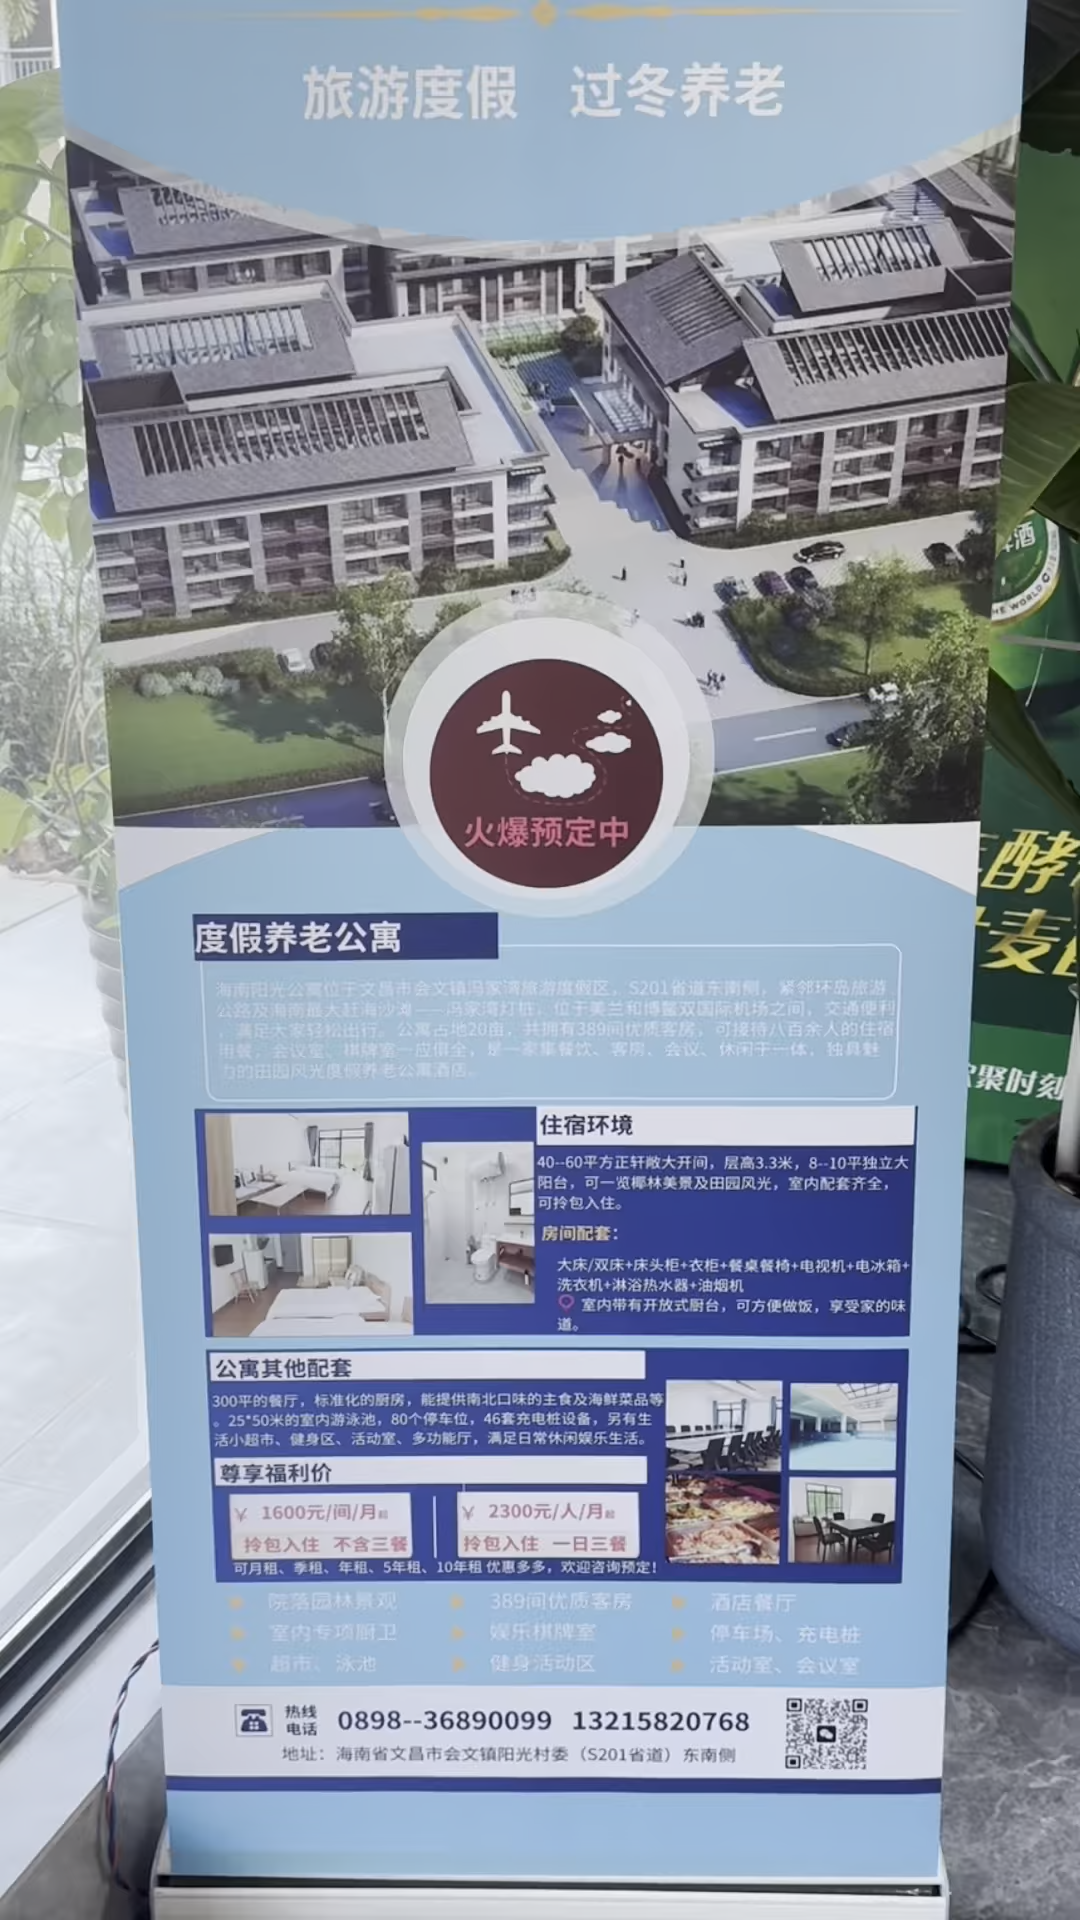 旅游度假 过冬养老
火爆预定中
度假养老公寓
海南阳光公寓位于文昌市会文镇冯家湾旅游度假区，S201省道东南侧，紧邻环岛旅游
公路及海南最大赶海沙滩——冯家湾灯桩，位于美兰和博鳌双国际机场之间，交通便利
，满足大家轻松出行。公寓占地20亩，共拥有389间优质客房，可接待八百余人的住宿
用餐，会议室、棋牌室一应俱全，是一家集餐饮、客房、会议、休闲于一体，独具魅
力的田园风光度假养老公寓酒店。
住宿环境
40--60平方正轩敞大开间，层高3.3米，8--10平独立大
阳台，可一览椰林美景及田园风光，室内配套齐全，
可拎包入住。
房间配套：
大床/双床+床头柜+衣柜+餐桌餐椅+电视机+电冰箱+
洗衣机+淋浴热水器+油烟机
室内带有开放式厨台，可方便做饭，享受家的味
道。
公寓其他配套
300平的餐厅，标准化的厨房，能提供南北口味的主食及海鲜菜品等
。25*50米的室内游泳池，80个停车位，46套充电桩设备，另有生
活小超市、健身区、活动室、多功能厅，满足日常休闲娱乐生活。
尊享福利价
￥ 1600元/间/月起
拎包入住 不含三餐
￥ 2300元/人/月起
拎包入住 一日三餐
可月租、季租、年租、5年租、10年租 优惠多多，欢迎咨询预定！
院落园林景观 389间优质客房 酒店餐厅
室内专项厨卫 娱乐棋牌室 停车场、充电桩
超市、泳池 健身活动区 活动室、会议室
热线
电话
0898--36890099 13215820768
地址：海南省文昌市会文镇阳光村委（S201省道）东南侧
酒
HE WORLD
酵
麦
聚时刻